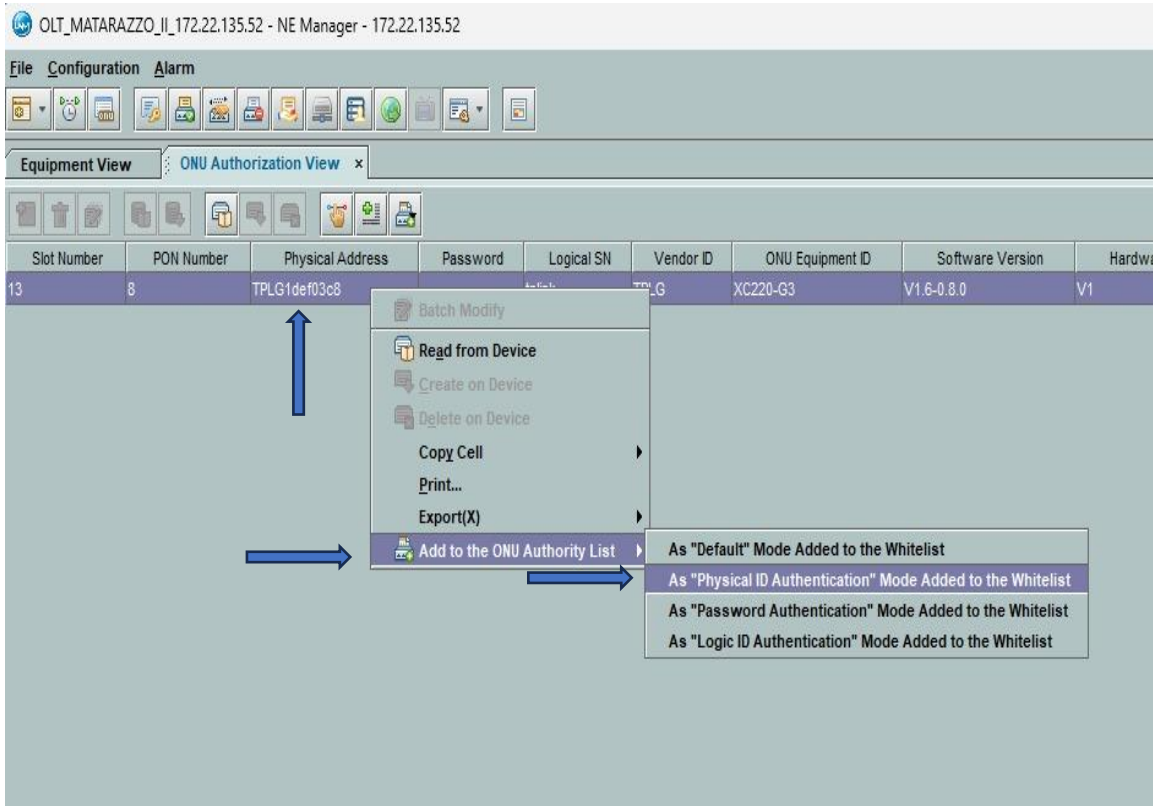 OLT_MATARAZZO_II_172.22.135.52 - NE Manager - 172.22.135.52
File Configuration Alarm
Equipment View ONU Authorization View ×
Slot Number PON Number Physical Address Password Logical SN Vendor ID ONU Equipment ID Software Version Hardwa
13 8 TPLG1def03c8 XC220-G3 V1.6-0.8.0 V1
Batch Modify
Read from Device
Create on Device
Delete on Device
Copy Cell
Print...
Export(X)
Add to the ONU Authority List
As "Default" Mode Added to the Whitelist
As "Physical ID Authentication" Mode Added to the Whitelist
As "Password Authentication" Mode Added to the Whitelist
As "Logic ID Authentication" Mode Added to the Whitelist